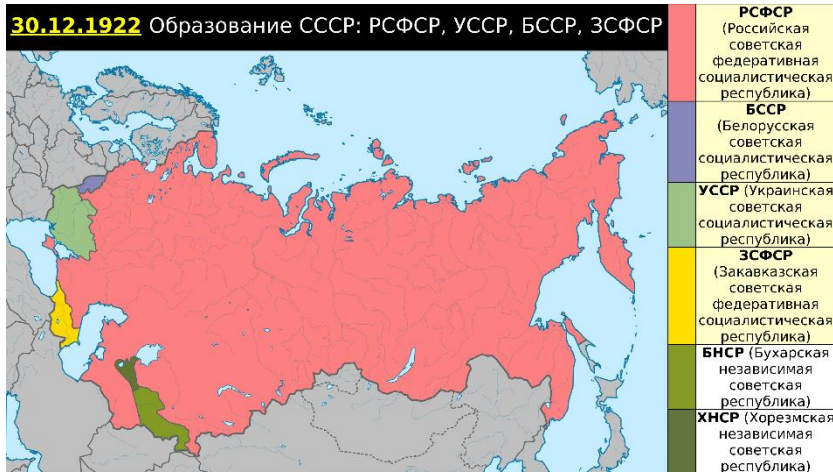 30.12.1922 Образование СССР: РСФСР, УССР, БССР, ЗСФСР
РСФСР
(Российская
советская
федеративная
социалистическая
республика)
БССР
(Белорусская
советская
социалистическая
республика)
УССР (Украинская
советская
социалистическая
республика)
ЗСФСР
(Закавказская
советская
федеративная
социалистическая
республика)
БНСР (Бухарская
независимая
советская
республика)
ХНСР (Хорезмская
независимая
советская
республика)